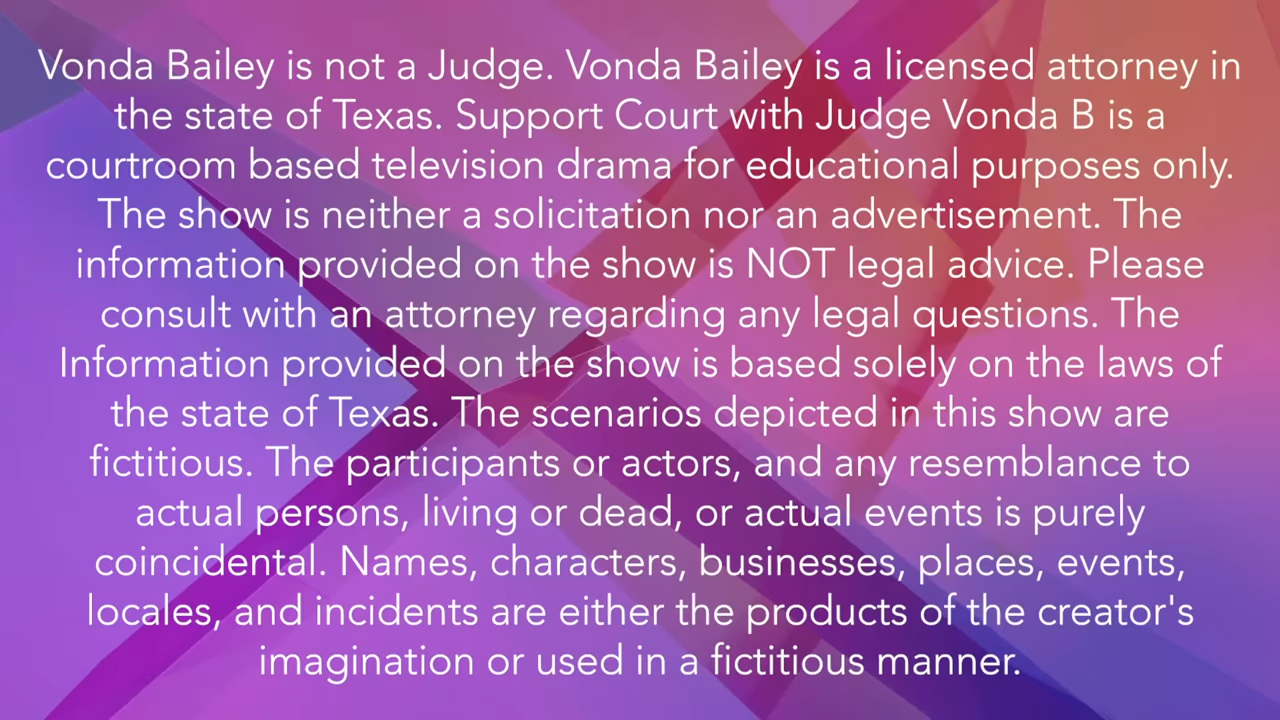 Vonda Bailey is not a Judge. Vonda Bailey is a licensed attorney in
the state of Texas. Support Court with Judge Vonda B is a
courtroom based television drama for educational purposes only.
The show is neither a solicitation nor an advertisement. The
information provided on the show is NOT legal advice. Please
consult with an attorney regarding any legal questions. The
Information provided on the show is based solely on the laws of
the state of Texas. The scenarios depicted in this show are
fictitious. The participants or actors, and any resemblance to
actual persons, living or dead, or actual events is purely
coincidental. Names, characters, businesses, places, events,
locales, and incidents are either the products of the creator's
imagination or used in a fictitious manner.